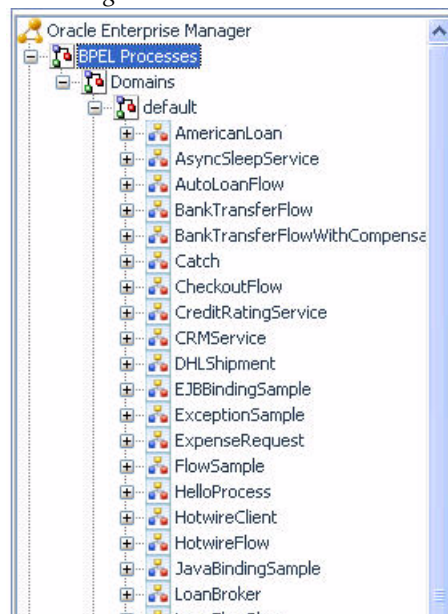 Oracle Enterprise Manager
BPEL Processes
Domains
default
AmericanLoan
AsyncSleepService
AutoLoanFlow
BankTransferFlow
BankTransferFlowWithCompensa
Catch
CheckoutFlow
CreditRatingService
CRMService
DHLShipment
EJBBindingSample
ExceptionSample
ExpenseRequest
FlowSample
HelloProcess
HotwireClient
HotwireFlow
JavaBindingSample
LoanBroker